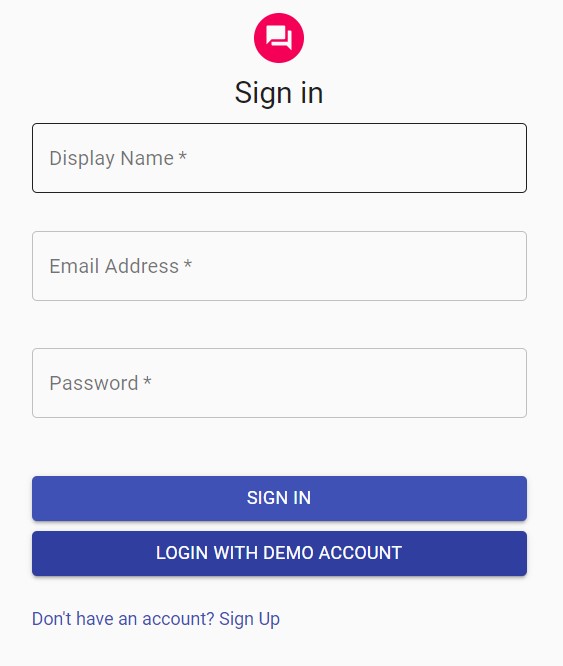 Sign in
Display Name *
Email Address *
Password *
SIGN IN
LOGIN WITH DEMO ACCOUNT
Don't have an account? Sign Up